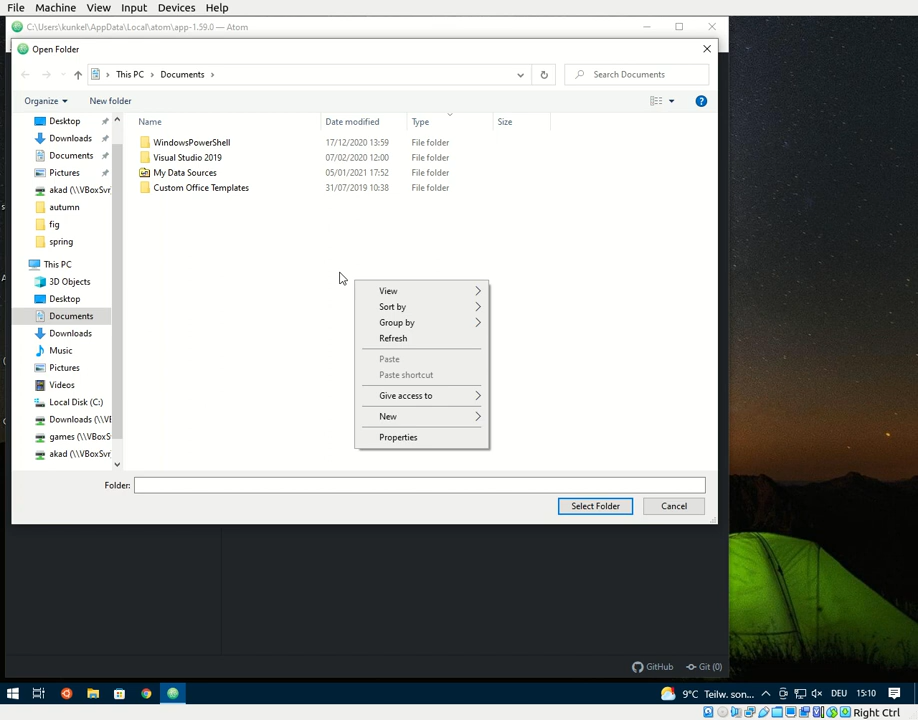 File Machine View Input Devices Help
C:\Users\kunkel\AppData\Local\atom\app-1.59.0 — Atom
Open Folder
This PC Documents
Search Documents
Organize New folder
Name Date modified Type Size
WindowsPowerShell 17/12/2020 13:59 File folder
Visual Studio 2019 07/02/2020 12:00 File folder
My Data Sources 05/01/2021 17:52 File folder
Custom Office Templates 31/07/2019 10:38 File folder
Desktop
Downloads
Documents
Pictures
akad (\\VBoxSvr
autumn
fig
spring
This PC
3D Objects
Desktop
Documents
Downloads
Music
Pictures
Videos
Local Disk (C:)
Downloads (\\VE
games (\\VBoxS
akad (\\VBoxSvr
View
Sort by
Group by
Refresh
Paste
Paste shortcut
Give access to
New
Properties
Folder:
Select Folder Cancel
GitHub Git (0)
9°C Teilw. son... DEU 15:10
Right Ctrl